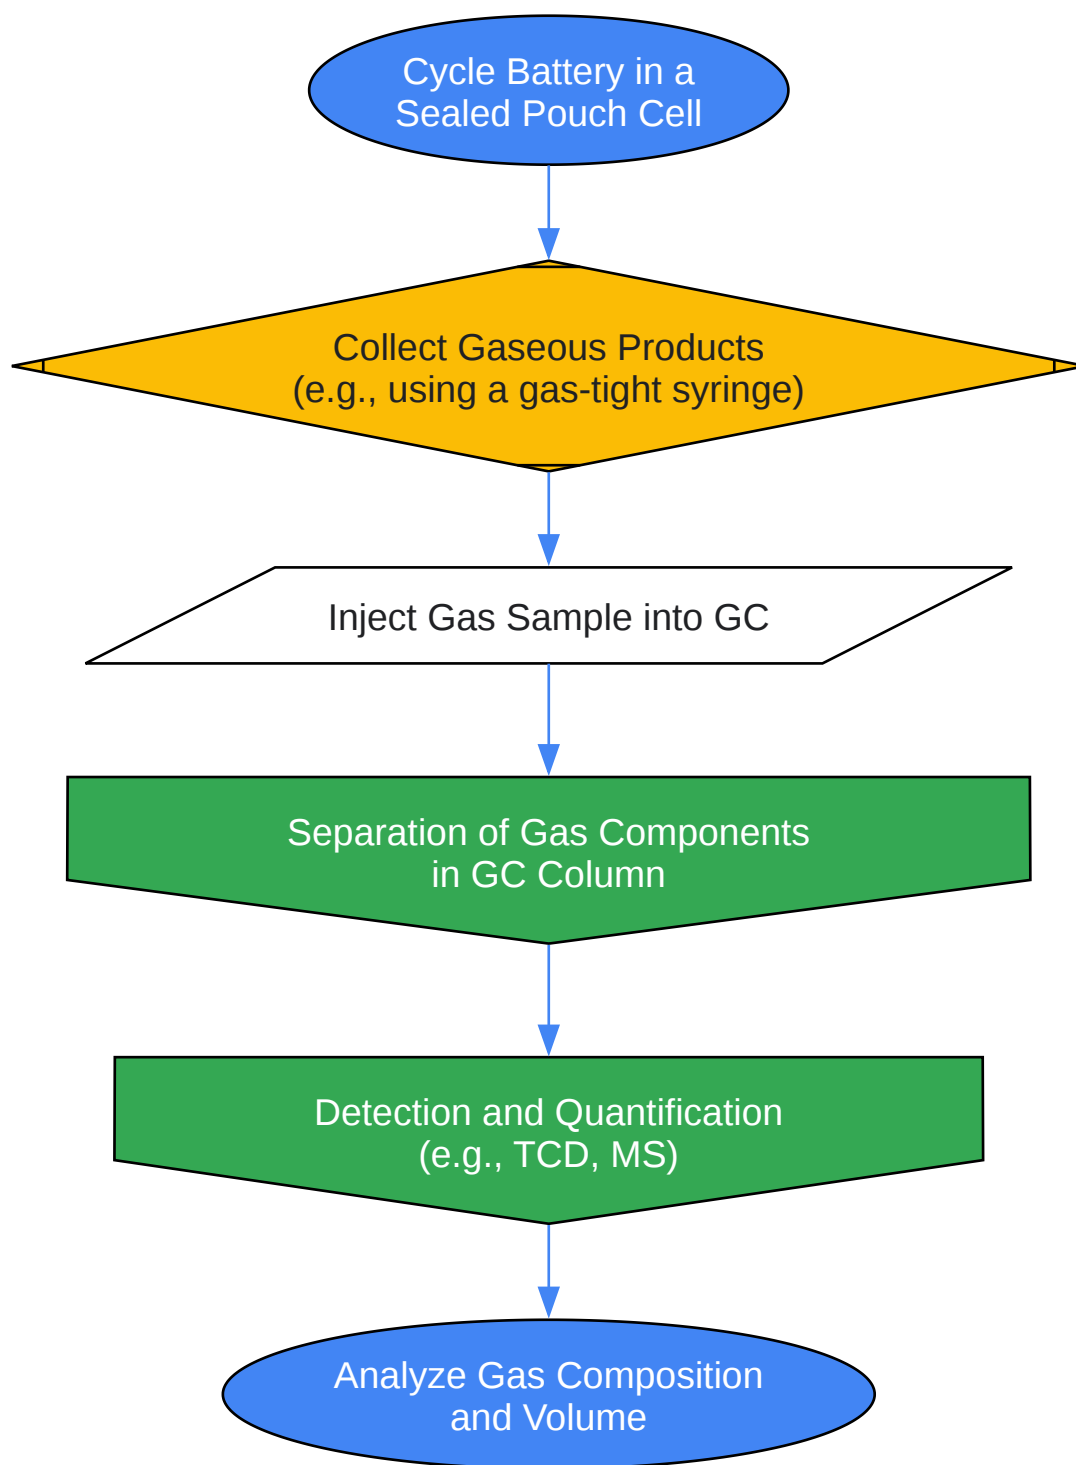 Cycle Battery in a
Sealed Pouch Cell
Collect Gaseous Products
(e.g., using a gas-tight syringe)
Inject Gas Sample into GC
Separation of Gas Components
in GC Column
Detection and Quantification
(e.g., TCD, MS)
Analyze Gas Composition
and Volume